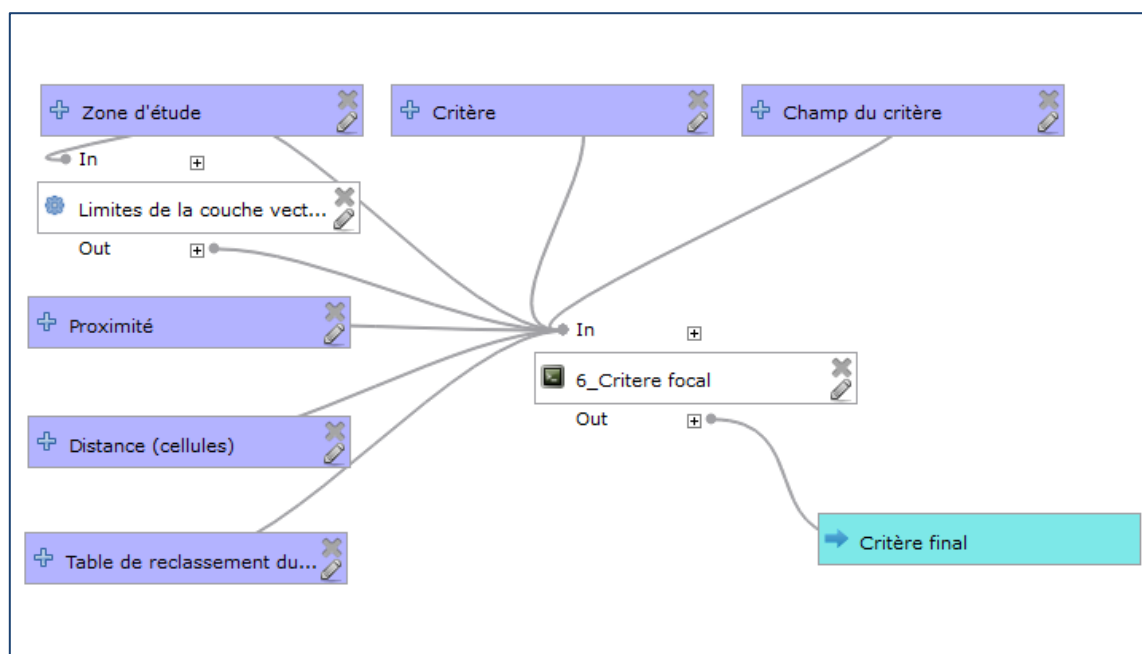 Zone d'étude
Critère
Champ du critère
In
Limites de la couche vect...
Out
Proximité
In
6_Critere focal
Out
Distance (cellules)
Table de reclassement du...
Critère final